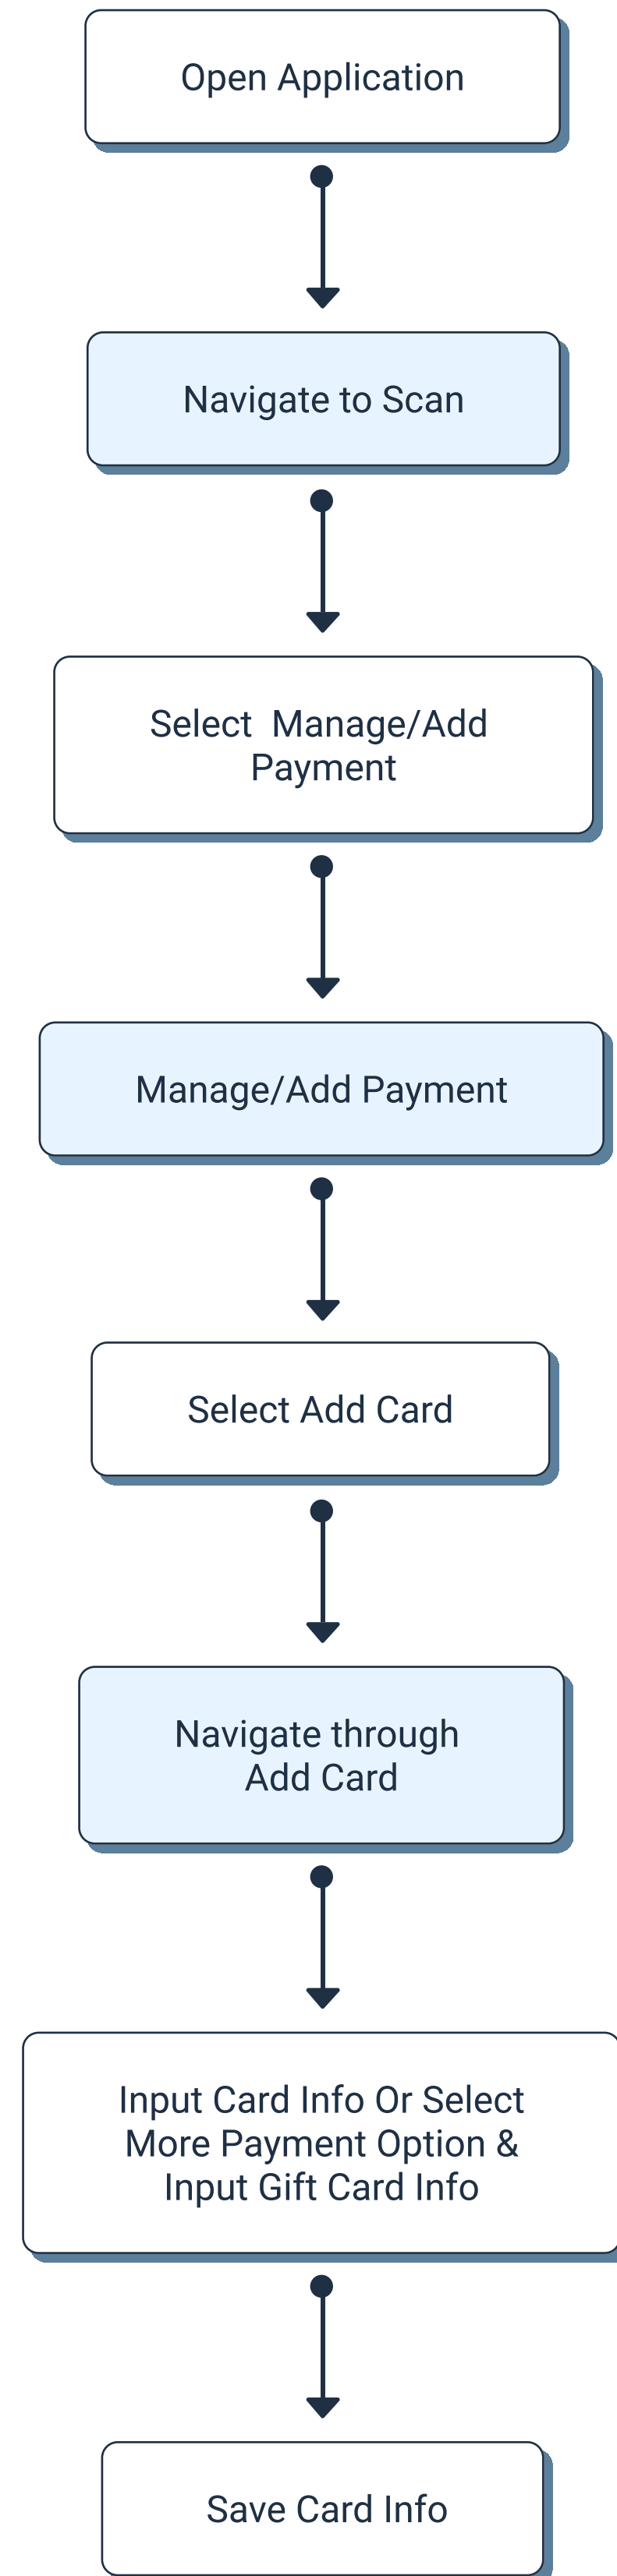 Open Application
Navigate to Scan
Select  Manage/Add
Payment
Manage/Add Payment
Select Add Card
Navigate through
Add Card
Input Card Info Or Select
More Payment Option &
Input Gift Card Info
Save Card Info